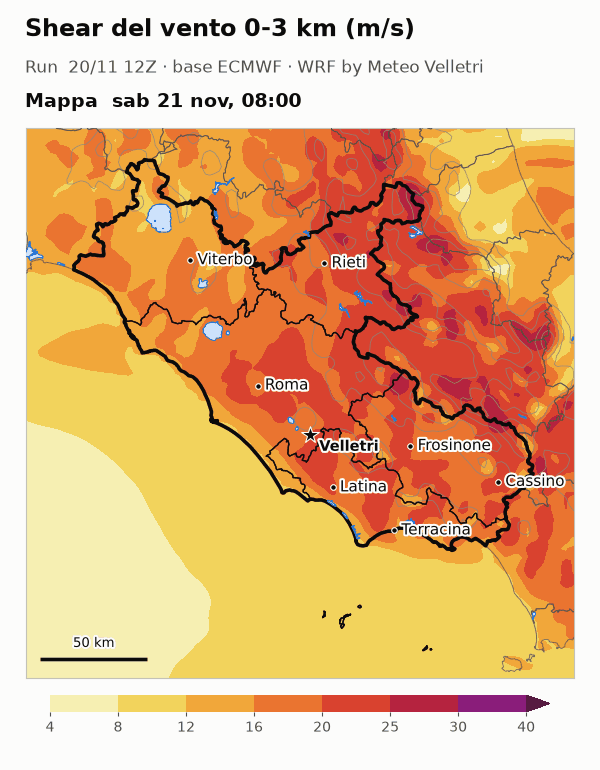 Shear del vento 0-3 km (m/s)
Run  20/11 12Z · base ECMWF · WRF by Meteo Velletri
Mappa  sab 21 nov, 08:00
Viterbo
Rieti
Roma
Velletri
Frosinone
Cassino
Latina
Terracina
50 km
4 8 12 16 20 25 30 40